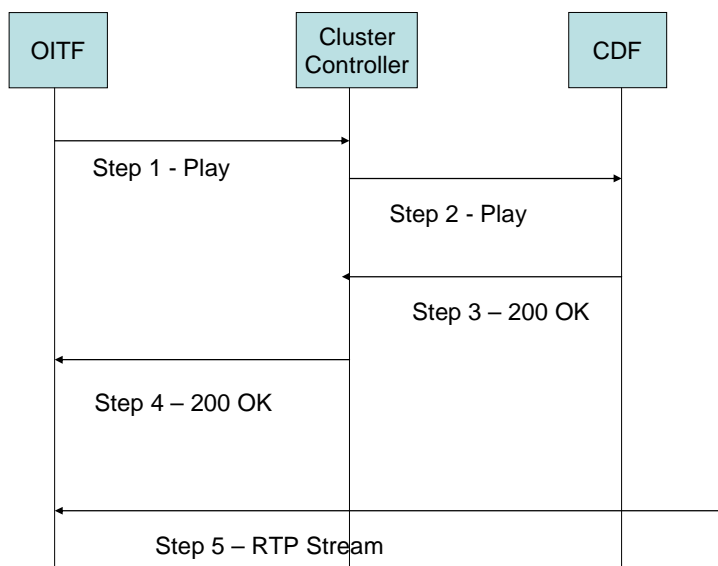 OITF
Cluster
Controller
CDF
Step 1 - Play
Step 2 - Play
Step 3 – 200 OK
Step 4 – 200 OK
Step 5 – RTP Stream